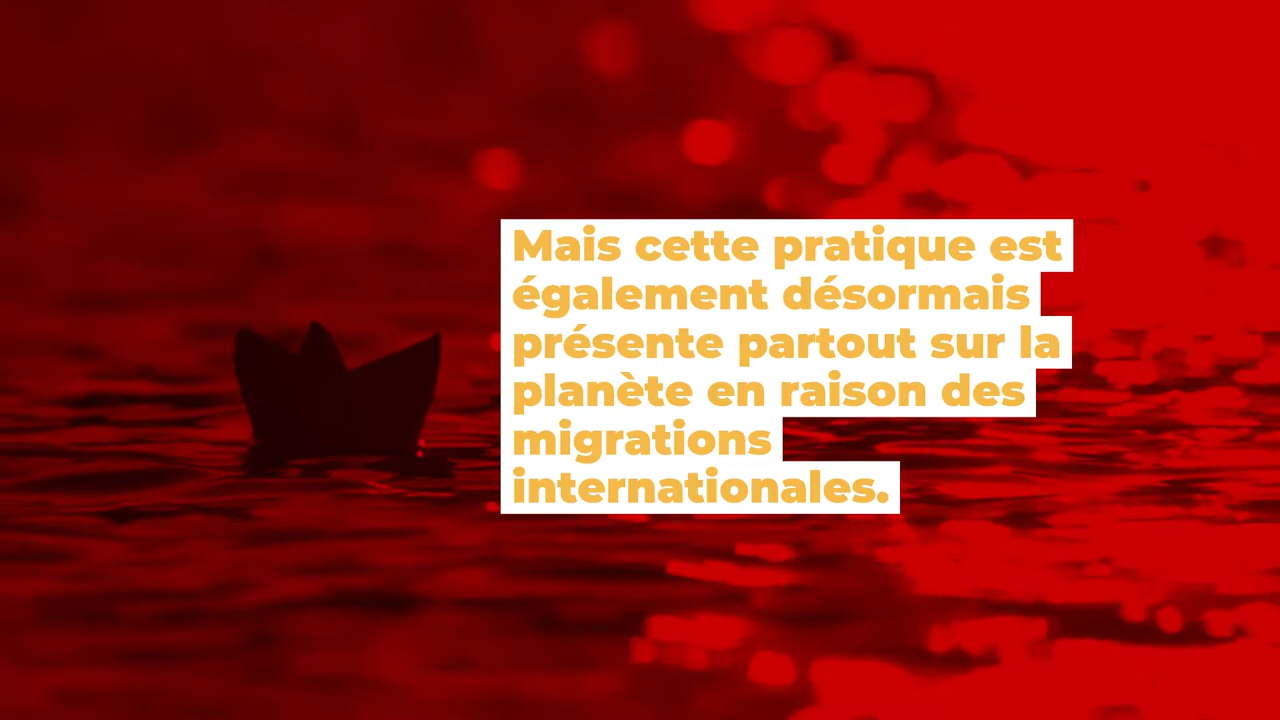 Mais cette pratique est
également désormais
présente partout sur la
planète en raison des
migrations
internationales.